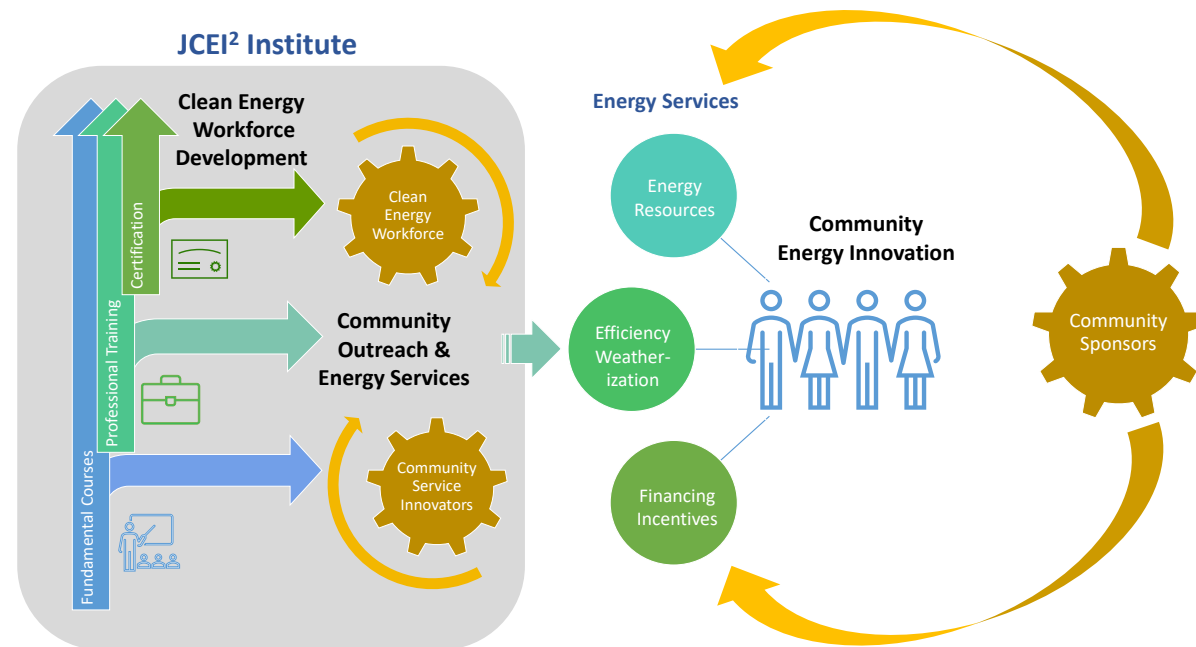 JCEI² Institute
Clean Energy
Workforce
Development
Clean
Energy
Workforce
Certification
Professional Training
Fundamental Courses
Community
Outreach &
Energy Services
Community
Service
Innovators
Energy Services
Energy
Resources
Efficiency
Weather-
ization
Financing
Incentives
Community
Energy Innovation
Community
Sponsors